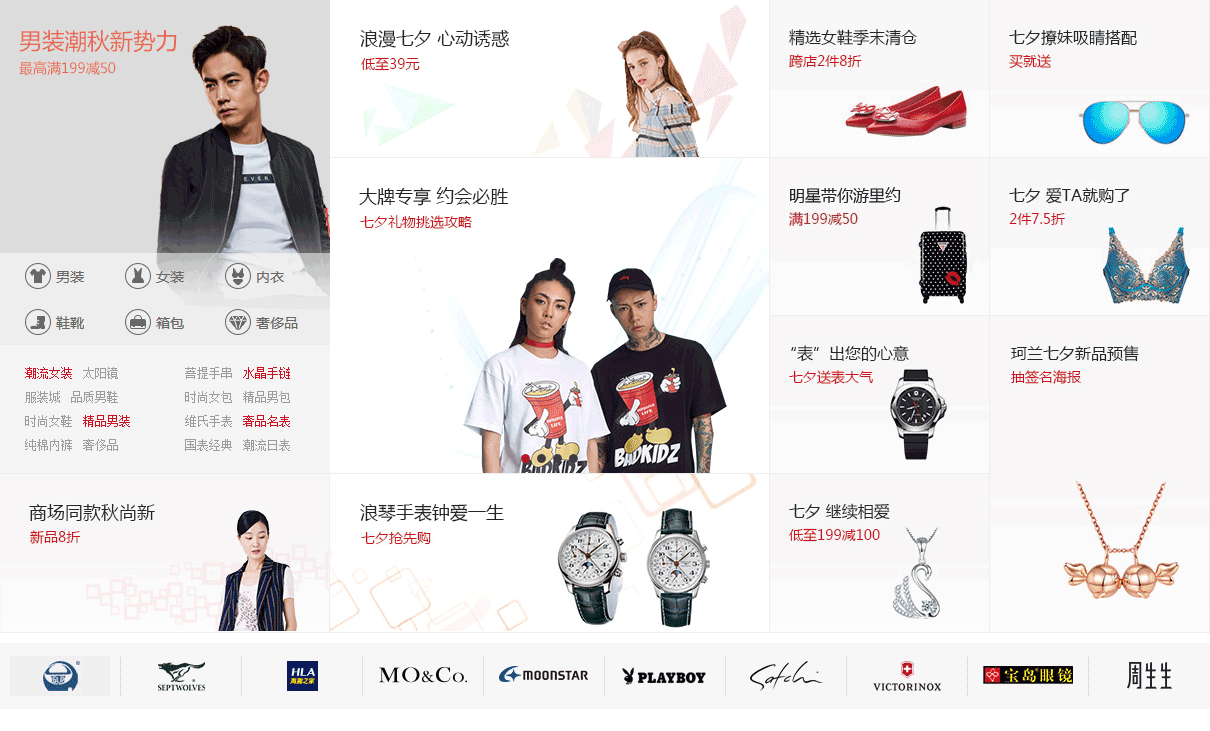 男装潮秋新势力
最高满199减50
EVER
男装
女装
内衣
鞋靴
箱包
奢侈品
潮流女装 太阳镜
菩提手串 水晶手链
服装城 品质男鞋
时尚女包 精品男包
时尚女鞋 精品男装
维氏手表 奢品名表
纯棉内裤 奢侈品
国表经典 潮流日表
商场同款秋尚新
新品8折
浪漫七夕 心动诱惑
低至39元
大牌专享 约会必胜
七夕礼物挑选攻略
LIFE
BADKIDZ
LIFE
BADKIDZ
浪琴手表钟爱一生
七夕抢先购
精选女鞋季末清仓
跨店2件8折
七夕撩妹吸睛搭配
买就送
明星带你游里约
满199减50
七夕 爱TA就购了
2件7.5折
“表”出您的心意
七夕送表大气
珂兰七夕新品预售
抽签名海报
七夕 继续相爱
低至199减100
SEPTWOLVES
HLA
海澜之家
MO&Co.
MOONSTAR
PLAYBOY
Satchi
VICTORINOX
宝岛眼镜
周生生